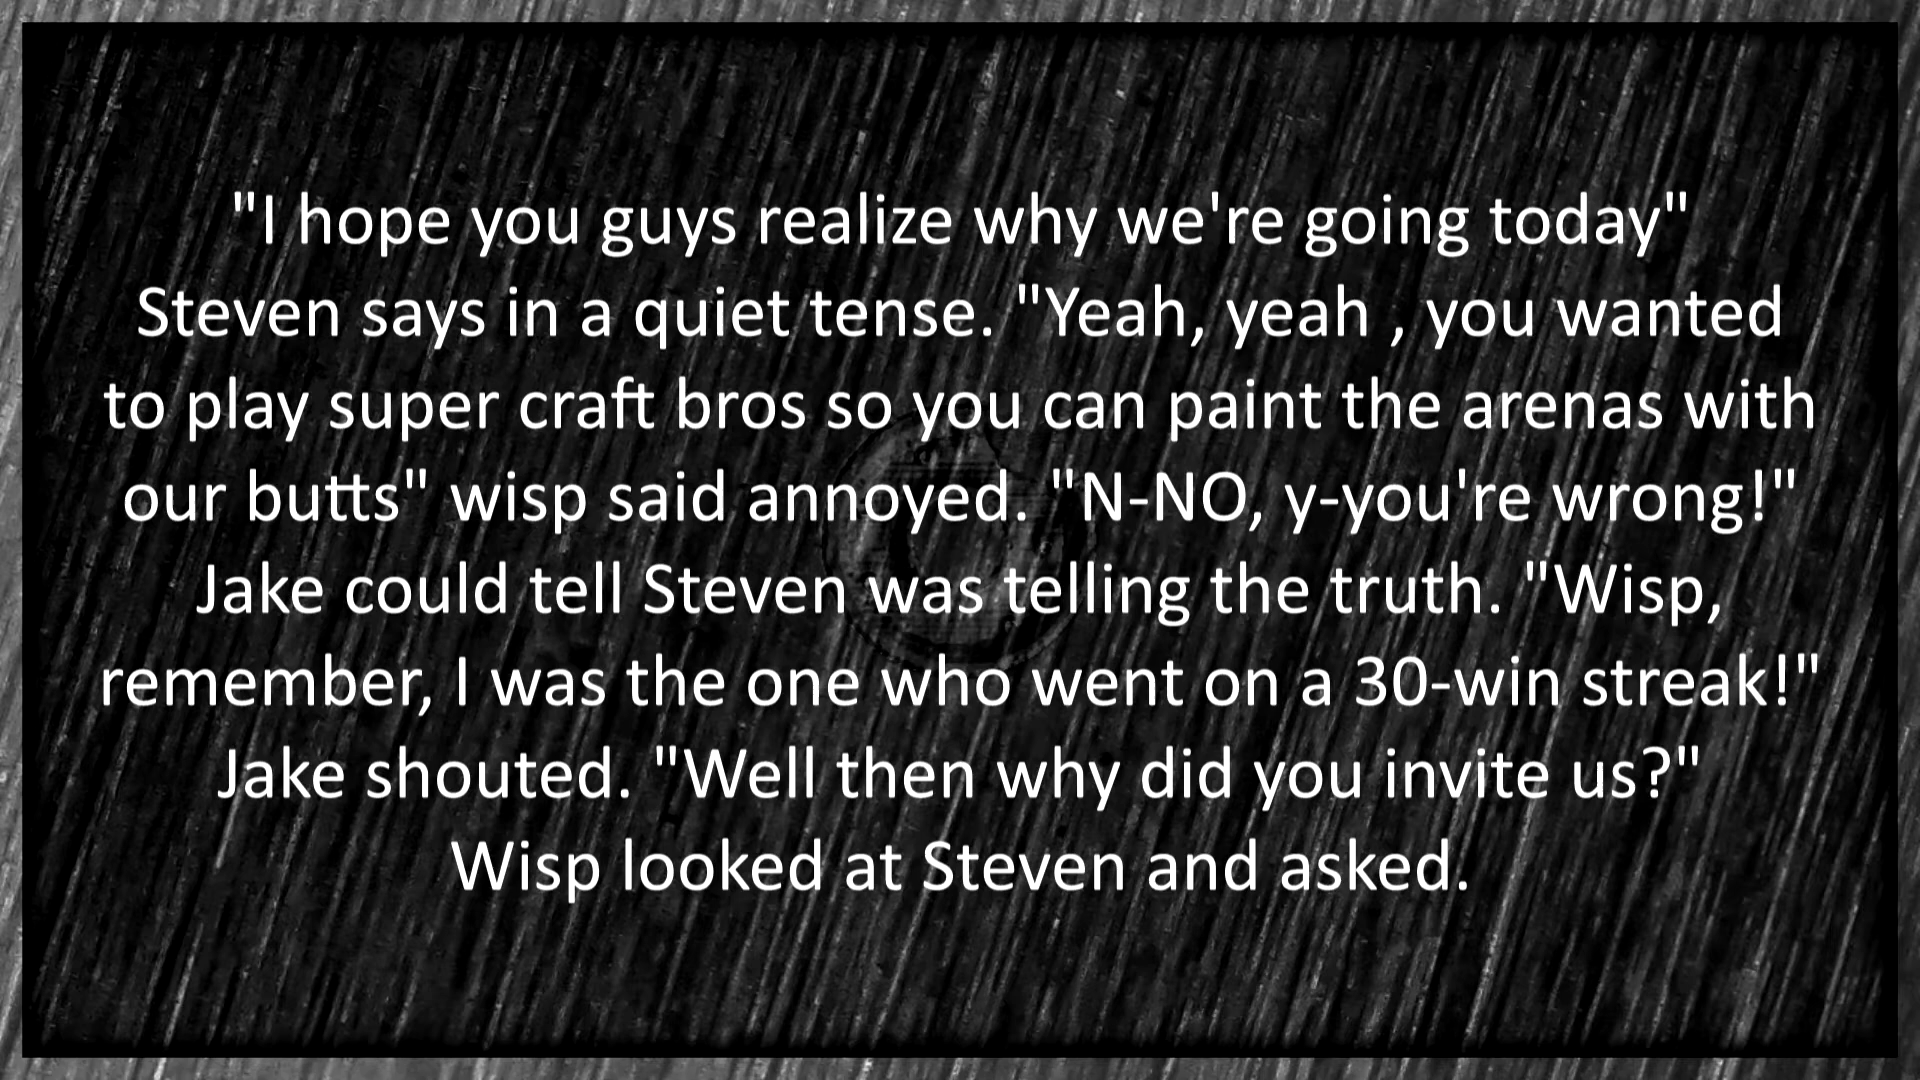 "I hope you guys realize why we're going today"
Steven says in a quiet tense. "Yeah, yeah , you wanted
to play super craft bros so you can paint the arenas with
our butts" wisp said annoyed. "N-NO, y-you're wrong!"
Jake could tell Steven was telling the truth. "Wisp,
remember, I was the one who went on a 30-win streak!"
Jake shouted. "Well then why did you invite us?"
Wisp looked at Steven and asked.